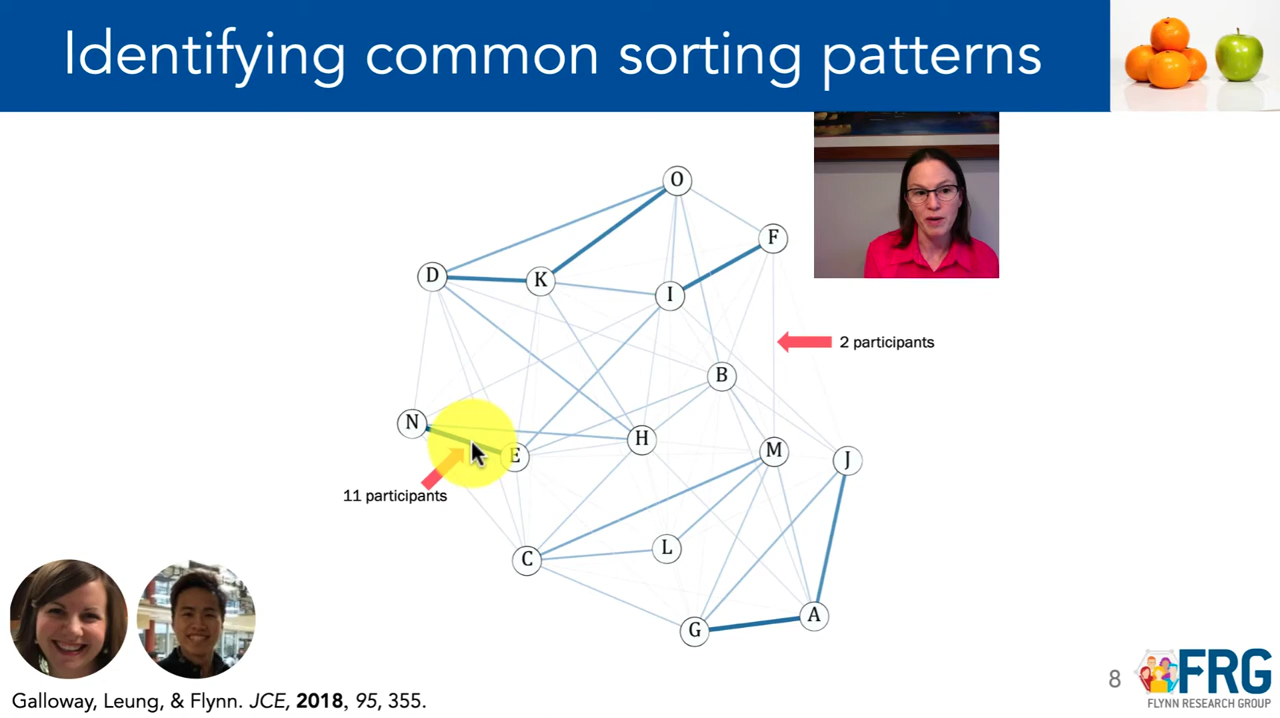 Identifying common sorting patterns
O
F
D
K
I
2 participants
B
N
H
E
M
J
11 participants
C
L
G
A
Galloway, Leung, & Flynn. JCE, 2018, 95, 355.
8
FRG
FLYNN RESEARCH GROUP